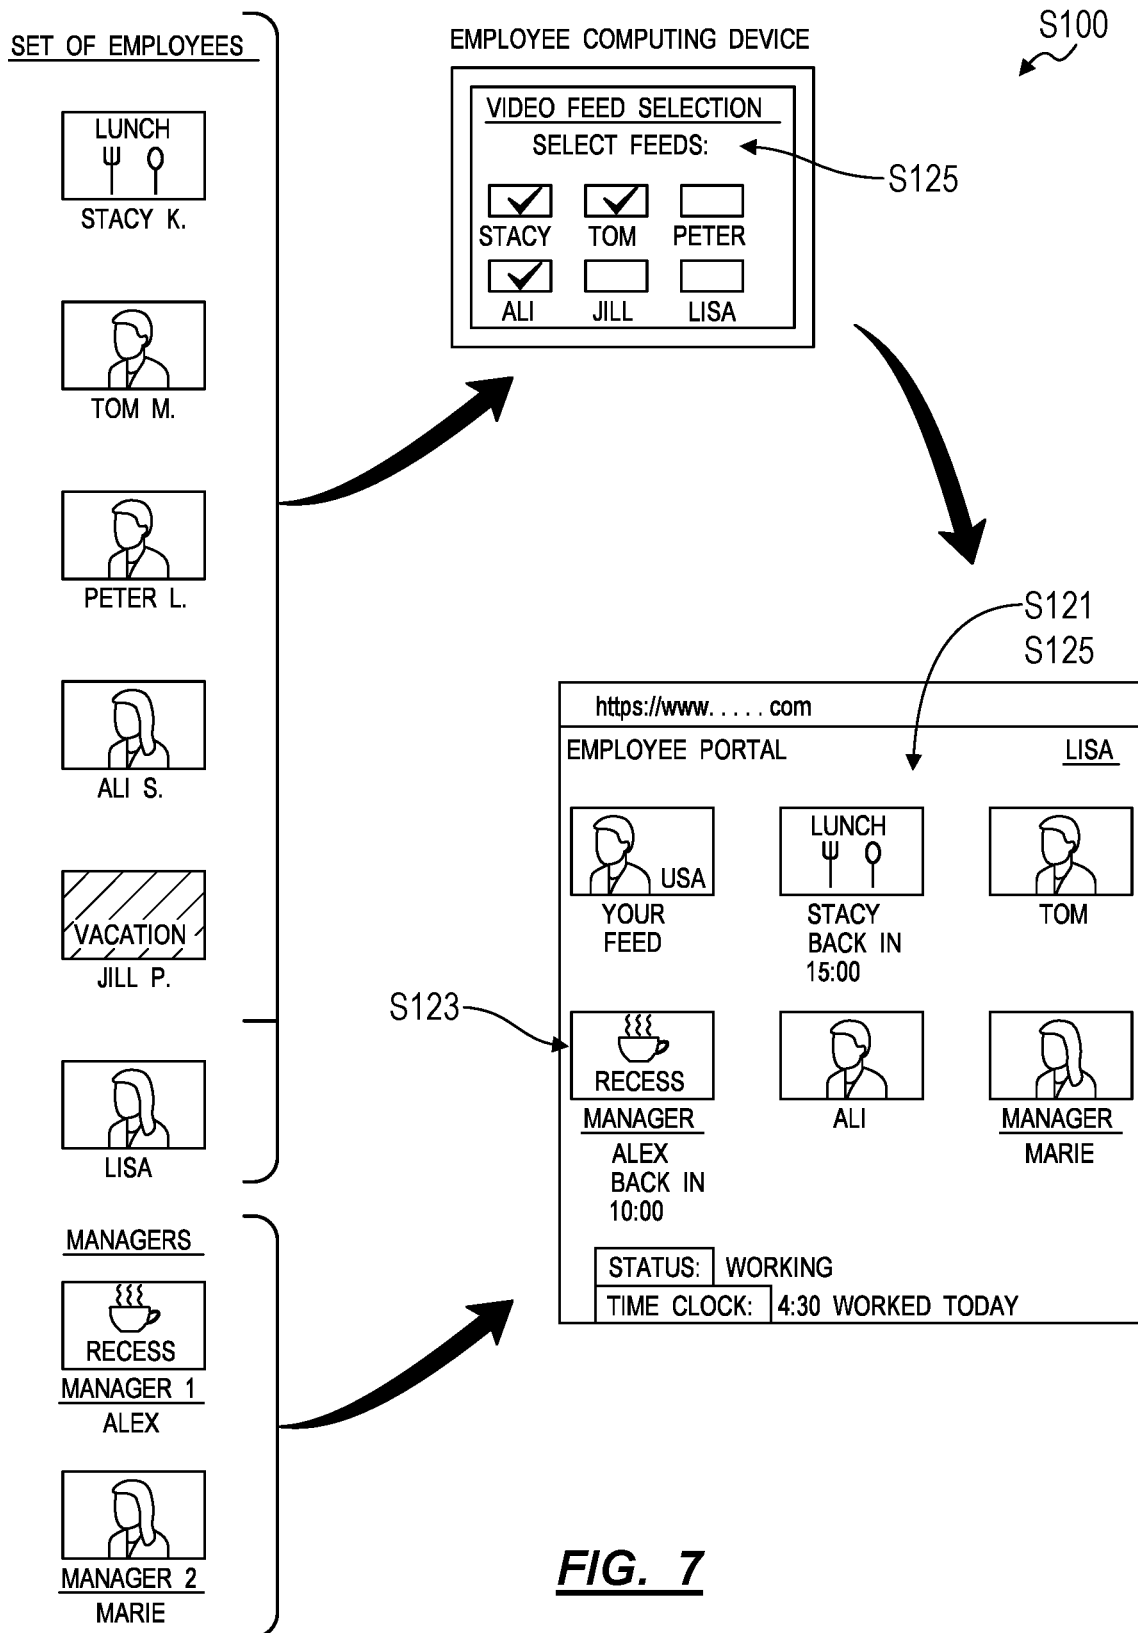 SET OF EMPLOYEES
LUNCH
STACY K.
TOM M.
PETER L.
ALI S.
VACATION
JILL P.
LISA
MANAGERS
RECESS
MANAGER 1
ALEX
MANAGER 2
MARIE
EMPLOYEE COMPUTING DEVICE
VIDEO FEED SELECTION
SELECT FEEDS:
STACY TOM PETER
ALI JILL LISA
S100
S125
S121
S125
https://www. . . . . com
EMPLOYEE PORTAL LISA
USA
YOUR
FEED
LUNCH
STACY
BACK IN
15:00
TOM
S123
RECESS
MANAGER
ALEX
BACK IN
10:00
ALI
MANAGER
MARIE
STATUS: WORKING
TIME CLOCK: 4:30 WORKED TODAY
FIG. 7